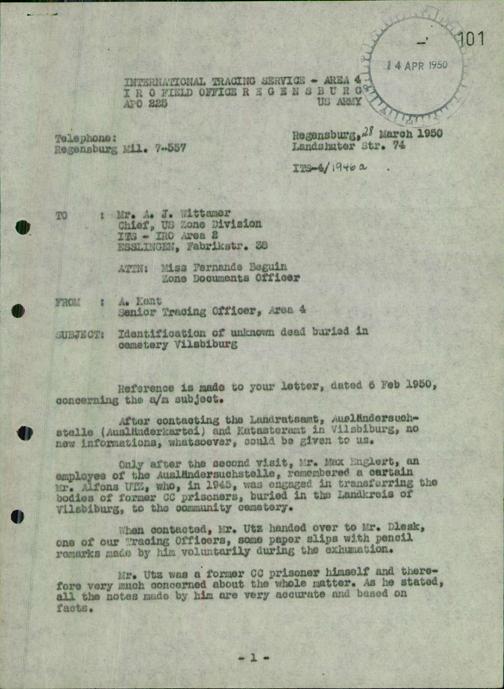 101
14 APR 1950
INTERNATIONAL TRACING SERVICE - AREA 4
I R O FIELD OFFICE R E G E N S B U R G
APO 225 US ARMY
Telephone:
Regensburg Mil. 7-557
Regensburg, 28 March 1950
Landshuter Str. 74
ITS-4/1946a
TO : Mr. A. J. Wittamer
Chief, US Zone Division
ITS - IRO Area 2
ESSLINGEN, Fabrikstr. 38
ATTN: Miss Fernande Beguin
Zone Documents Officer
FROM : A. Kant
Senior Tracing Officer, Area 4
SUBJECT: Identification of unknown dead buried in
cemetery Vilsbiburg
Reference is made to your letter, dated 6 Feb 1950,
concerning the a/m subject.
After contacting the Landratsamt, Ausländersuch-
stelle (Ausländerkartei) and Katasteramt in Vilsbiburg, no
new informations, whatsoever, could be given to us.
Only after the second visit, Mr. Max Englert, an
employee of the Ausländersuchstelle, remembered a certain
Mr. Alfons UTZ, who, in 1945, was engaged in transferring the
bodies of former CC prisoners, buried in the Landkreis of
Vilsbiburg, to the community cemetery.
When contacted, Mr. Utz handed over to Mr. Dlesk,
one of our Tracing Officers, some paper slips with pencil
remarks made by him voluntarily during the exhumation.
Mr. Utz was a former CC prisoner himself and there-
fore very much concerned about the whole matter. As he stated,
all the notes made by him are very accurate and based on
facts.
- 1 -